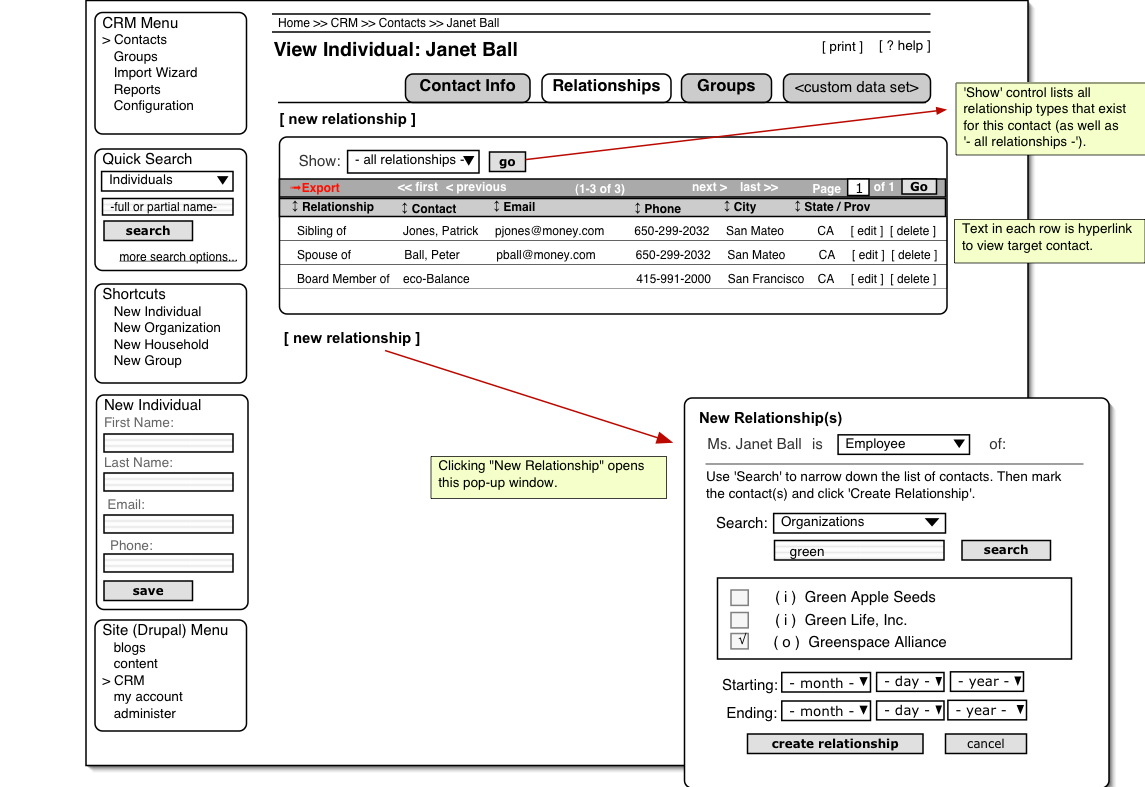 CRM Menu
> Contacts
Groups
Import Wizard
Reports
Configuration
Quick Search
Individuals
-full or partial name-
search
more search options...
Shortcuts
New Individual
New Organization
New Household
New Group
New Individual
First Name:
Last Name:
Email:
Phone:
save
Site (Drupal) Menu
blogs
content
> CRM
my account
administer
Home >> CRM >> Contacts >> Janet Ball
View Individual: Janet Ball
[ print ] [ ? help ]
Contact Info Relationships Groups <custom data set>
[ new relationship ]
Show: - all relationships - go
→Export << first < previous (1-3 of 3) next > last >> Page 1 of 1 Go
↕ Relationship ↕ Contact ↕ Email ↕ Phone ↕ City ↕ State / Prov
Sibling of Jones, Patrick pjones@money.com 650-299-2032 San Mateo CA [ edit ] [ delete ]
Spouse of Ball, Peter pball@money.com 650-299-2032 San Mateo CA [ edit ] [ delete ]
Board Member of eco-Balance 415-991-2000 San Francisco CA [ edit ] [ delete ]
[ new relationship ]
'Show' control lists all
relationship types that exist
for this contact (as well as
'- all relationships -').
Text in each row is hyperlink
to view target contact.
Clicking "New Relationship" opens
this pop-up window.
New Relationship(s)
Ms. Janet Ball is Employee of:
Use 'Search' to narrow down the list of contacts. Then mark
the contact(s) and click 'Create Relationship'.
Search: Organizations
green search
( i ) Green Apple Seeds
( i ) Green Life, Inc.
√ ( o ) Greenspace Alliance
Starting: - month - - day - - year -
Ending: - month - - day - - year -
create relationship cancel